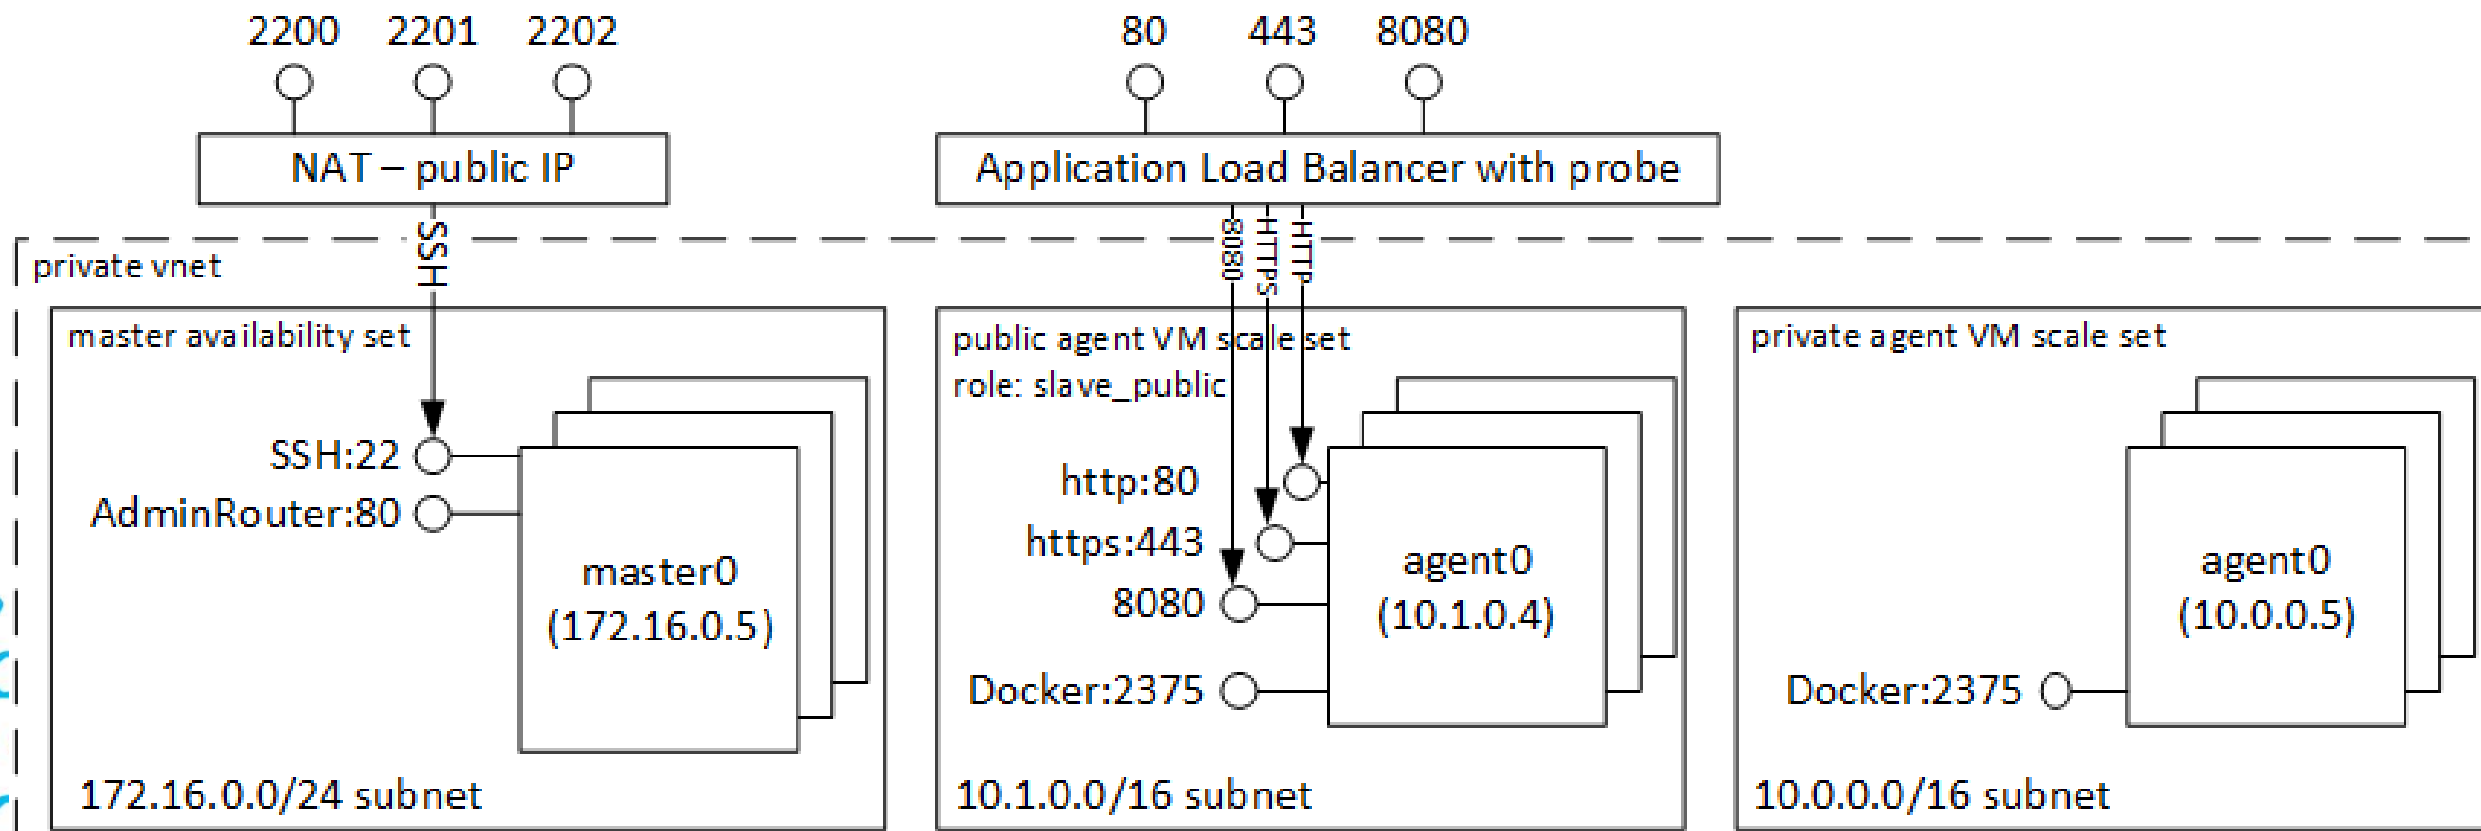 2200 2201 2202
80 443 8080
NAT – public IP
Application Load Balancer with probe
SSH
8080
HTTPS
HTTP
private vnet
master availability set
SSH:22
AdminRouter:80
master0
(172.16.0.5)
172.16.0.0/24 subnet
public agent VM scale set
role: slave_public
http:80
https:443
8080
Docker:2375
agent0
(10.1.0.4)
10.1.0.0/16 subnet
private agent VM scale set
agent0
(10.0.0.5)
Docker:2375
10.0.0.0/16 subnet